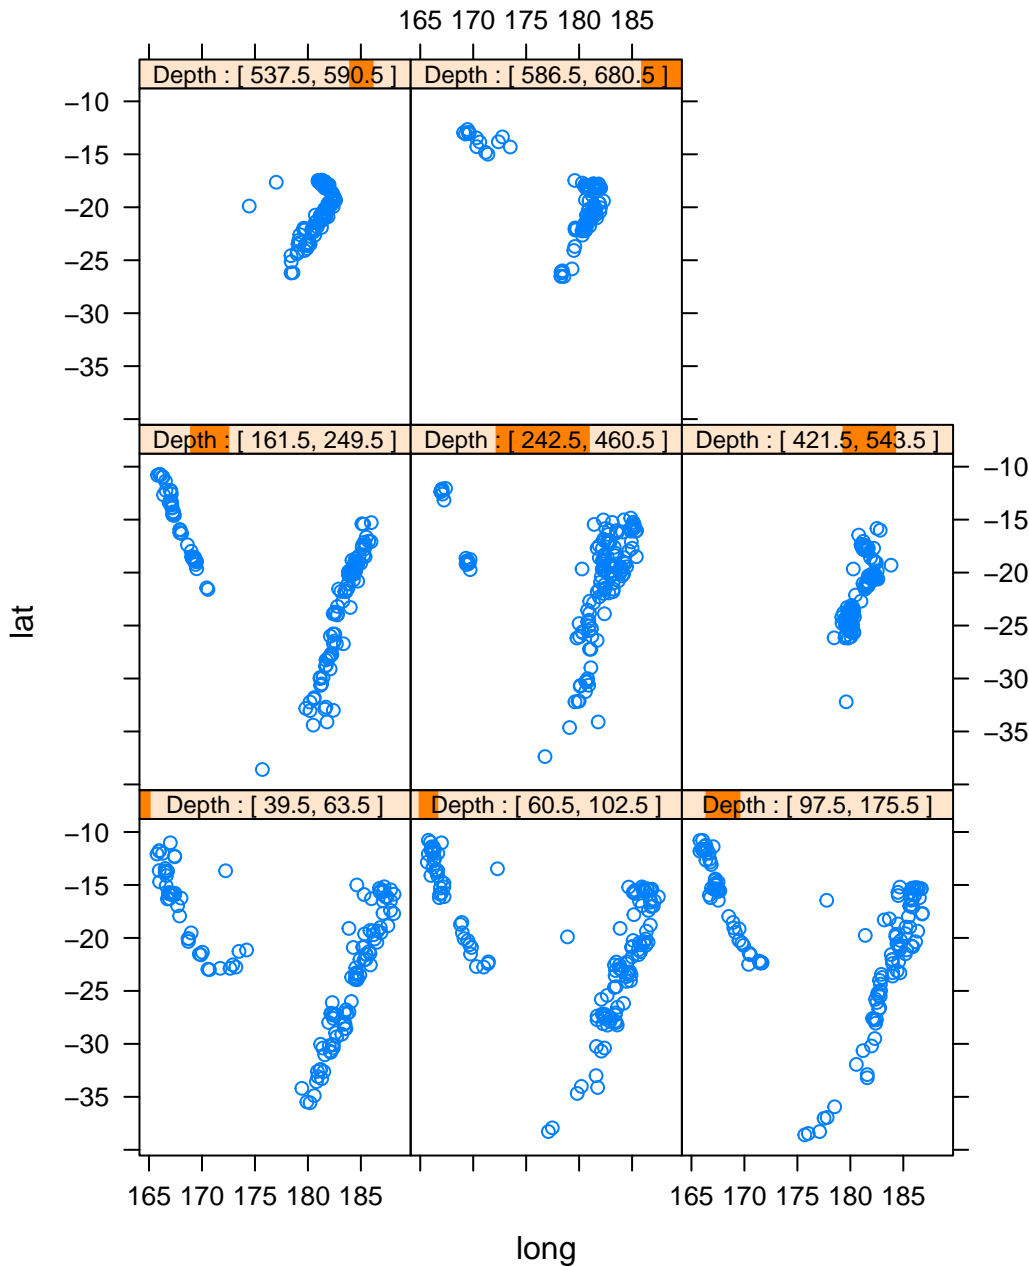 165 170 175 180 185
Depth : [ 537.5, 590.5 ] Depth : [ 586.5, 680.5 ]
−10
−15
−20
−25
−30
−35
Depth : [ 161.5, 249.5 ] Depth : [ 242.5, 460.5 ] Depth : [ 421.5, 543.5 ]
−10
−15
−20
−25
−30
−35
lat
Depth : [ 39.5, 63.5 ] Depth : [ 60.5, 102.5 ] Depth : [ 97.5, 175.5 ]
−10
−15
−20
−25
−30
−35
165 170 175 180 185 165 170 175 180 185
long